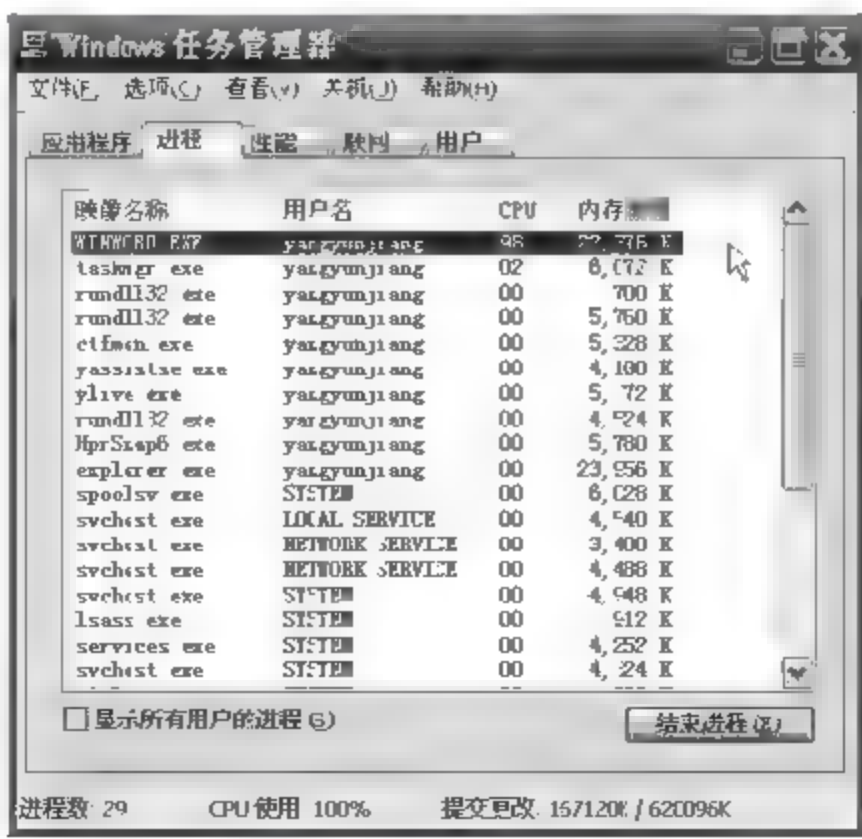 Windows 任务管理器
文件(F) 选项(O) 查看(V) 关机(U) 帮助(H)
应用程序 进程 性能 联网 用户
映像名称 用户名 CPU 内存
WINWORD EXE yangyunjiang 98
taskmgr exe yangyunjiang 02 6,072 K
rundll32 exe yangyunjiang 00 700 K
rundll32 exe yangyunjiang 00 5,760 K
ctfmon exe yangyunjiang 00 5,328 K
yassistse exe yangyunjiang 00 4,100 K
ylive exe yangyunjiang 00 K
rundll32 exe yangyunjiang 00 K
HprSnap6 exe yangyunjiang 00 5,780 K
explorer exe yangyunjiang 00 23,956 K
spoolsv exe SYSTEM 00 6,028 K
svchost exe LOCAL SERVICE 00 K
svchost exe NETWORK SERVICE 00 3,400 K
svchost exe NETWORK SERVICE 00 4,488 K
svchost exe SYSTEM 00 4,948 K
lsass exe SYSTEM 00 912 K
services exe SYSTEM 00 4,252 K
svchost exe SYSTEM 00 K
显示所有用户的进程(S) 结束进程(E)
进程数: 29 CPU 使用 100% 提交更改 167120K / 620096K